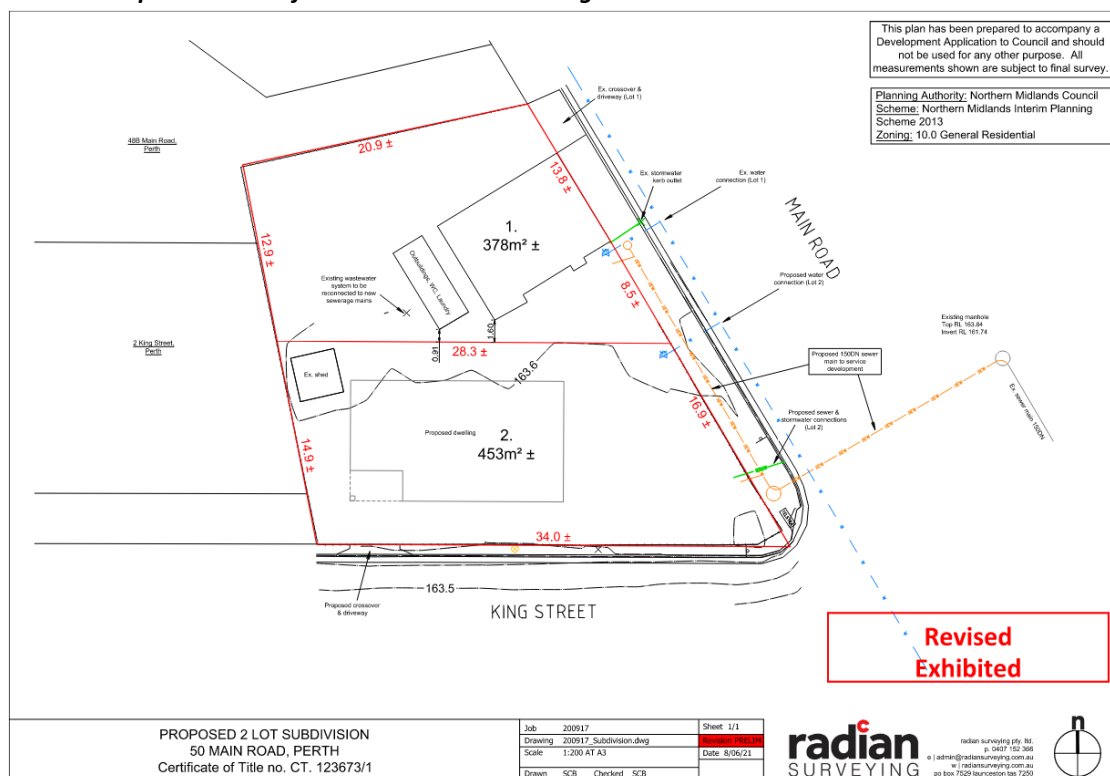 This plan has been prepared to accompany a
Development Application to Council and should
not be used for any other purpose. All
measurements shown are subject to final survey.
Planning Authority: Northern Midlands Council
Scheme: Northern Midlands Interim Planning
Scheme 2013
Zoning: 10.0 General Residential
Ex. crossover &
driveway (Lot 1)
48B Main Road,
Perth
20.9 ±
13.8 ±
Ex. stormwater
kerb outlet
Ex. water
connection (Lot 1)
MAIN ROAD
1.
378m² ±
12.9 ±
Outbuildings, WC, Laundry
Existing wastewater
system to be
reconnected to new
sewerage mains
8.5 ±
Proposed water
connection (Lot 2)
Existing manhole
Top RL 163.84
Invert RL 161.74
2 King Street,
Perth
0.91
1.60
28.3 ±
163.6
Ex. shed
Proposed 150DN sewer
main to service
development
Ex. sewer main 150DN
16.9 ±
Proposed sewer &
stormwater connections
(Lot 2)
Proposed dwelling
2.
453m² ±
14.9 ±
34.0 ±
163.5
Proposed crossover
& driveway
KING STREET
Revised
Exhibited
PROPOSED 2 LOT SUBDIVISION
50 MAIN ROAD, PERTH
Certificate of Title no. CT. 123673/1
Job 200917
Sheet 1/1
Drawing 200917_Subdivision.dwg
Revision PRELIM
Scale 1:200 AT A3
Date 8/06/21
Drawn SCB Checked SCB
radian
SURVEYING
radian surveying pty. ltd.
p. 0407 152 366
e | admin@radiansurveying.com.au
w | radiansurveying.com.au
po box 7529 launceston tas 7250
n